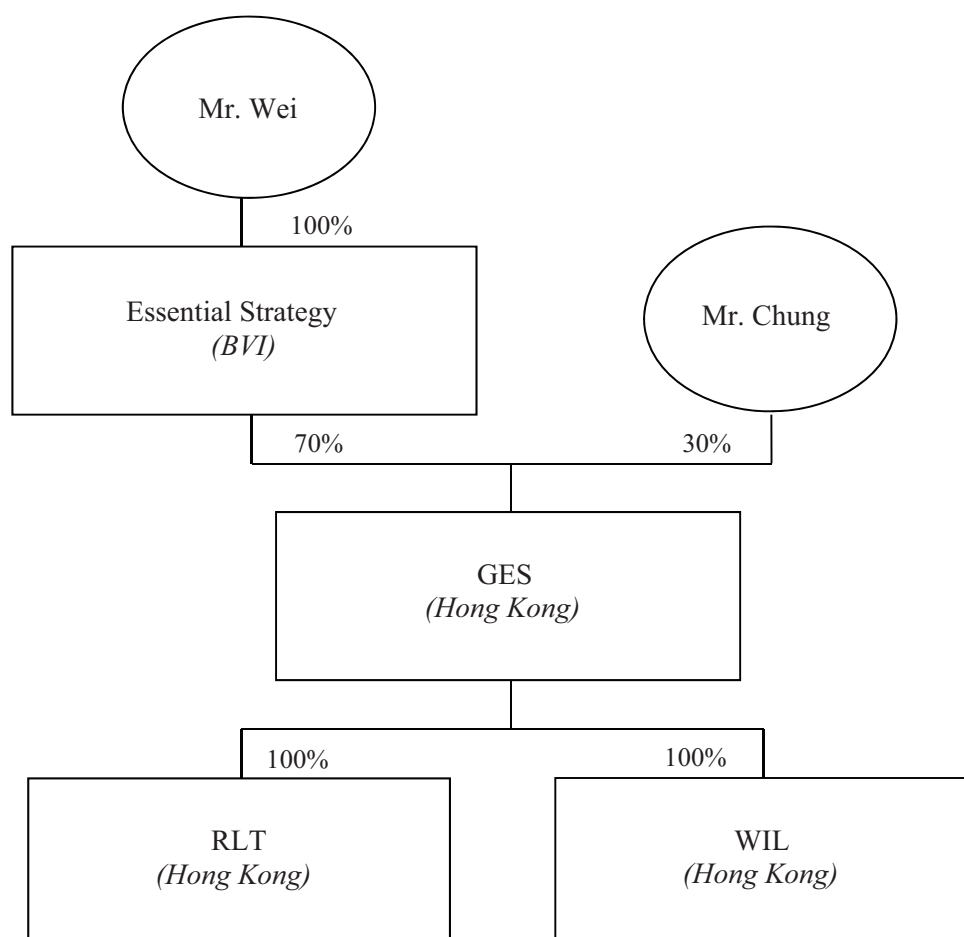 Mr. Wei
100%
Essential Strategy
(BVI)
Mr. Chung
70%
30%
GES
(Hong Kong)
100%
100%
RLT
(Hong Kong)
WIL
(Hong Kong)